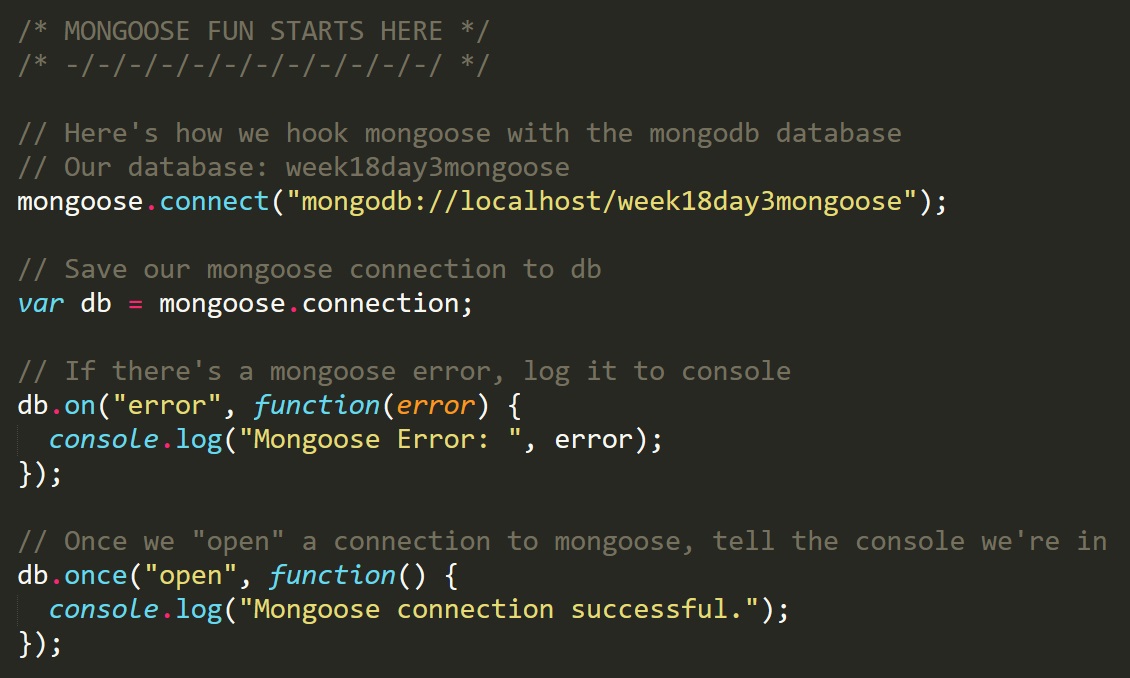 /* MONGOOSE FUN STARTS HERE */
/* -/-/-/-/-/-/-/-/-/-/-/-/ */
// Here's how we hook mongoose with the mongodb database
// Our database: week18day3mongoose
mongoose.connect("mongodb://localhost/week18day3mongoose");
// Save our mongoose connection to db
var db = mongoose.connection;
// If there's a mongoose error, log it to console
db.on("error", function(error) {
  console.log("Mongoose Error: ", error);
});
// Once we "open" a connection to mongoose, tell the console we're in
db.once("open", function() {
  console.log("Mongoose connection successful.");
});